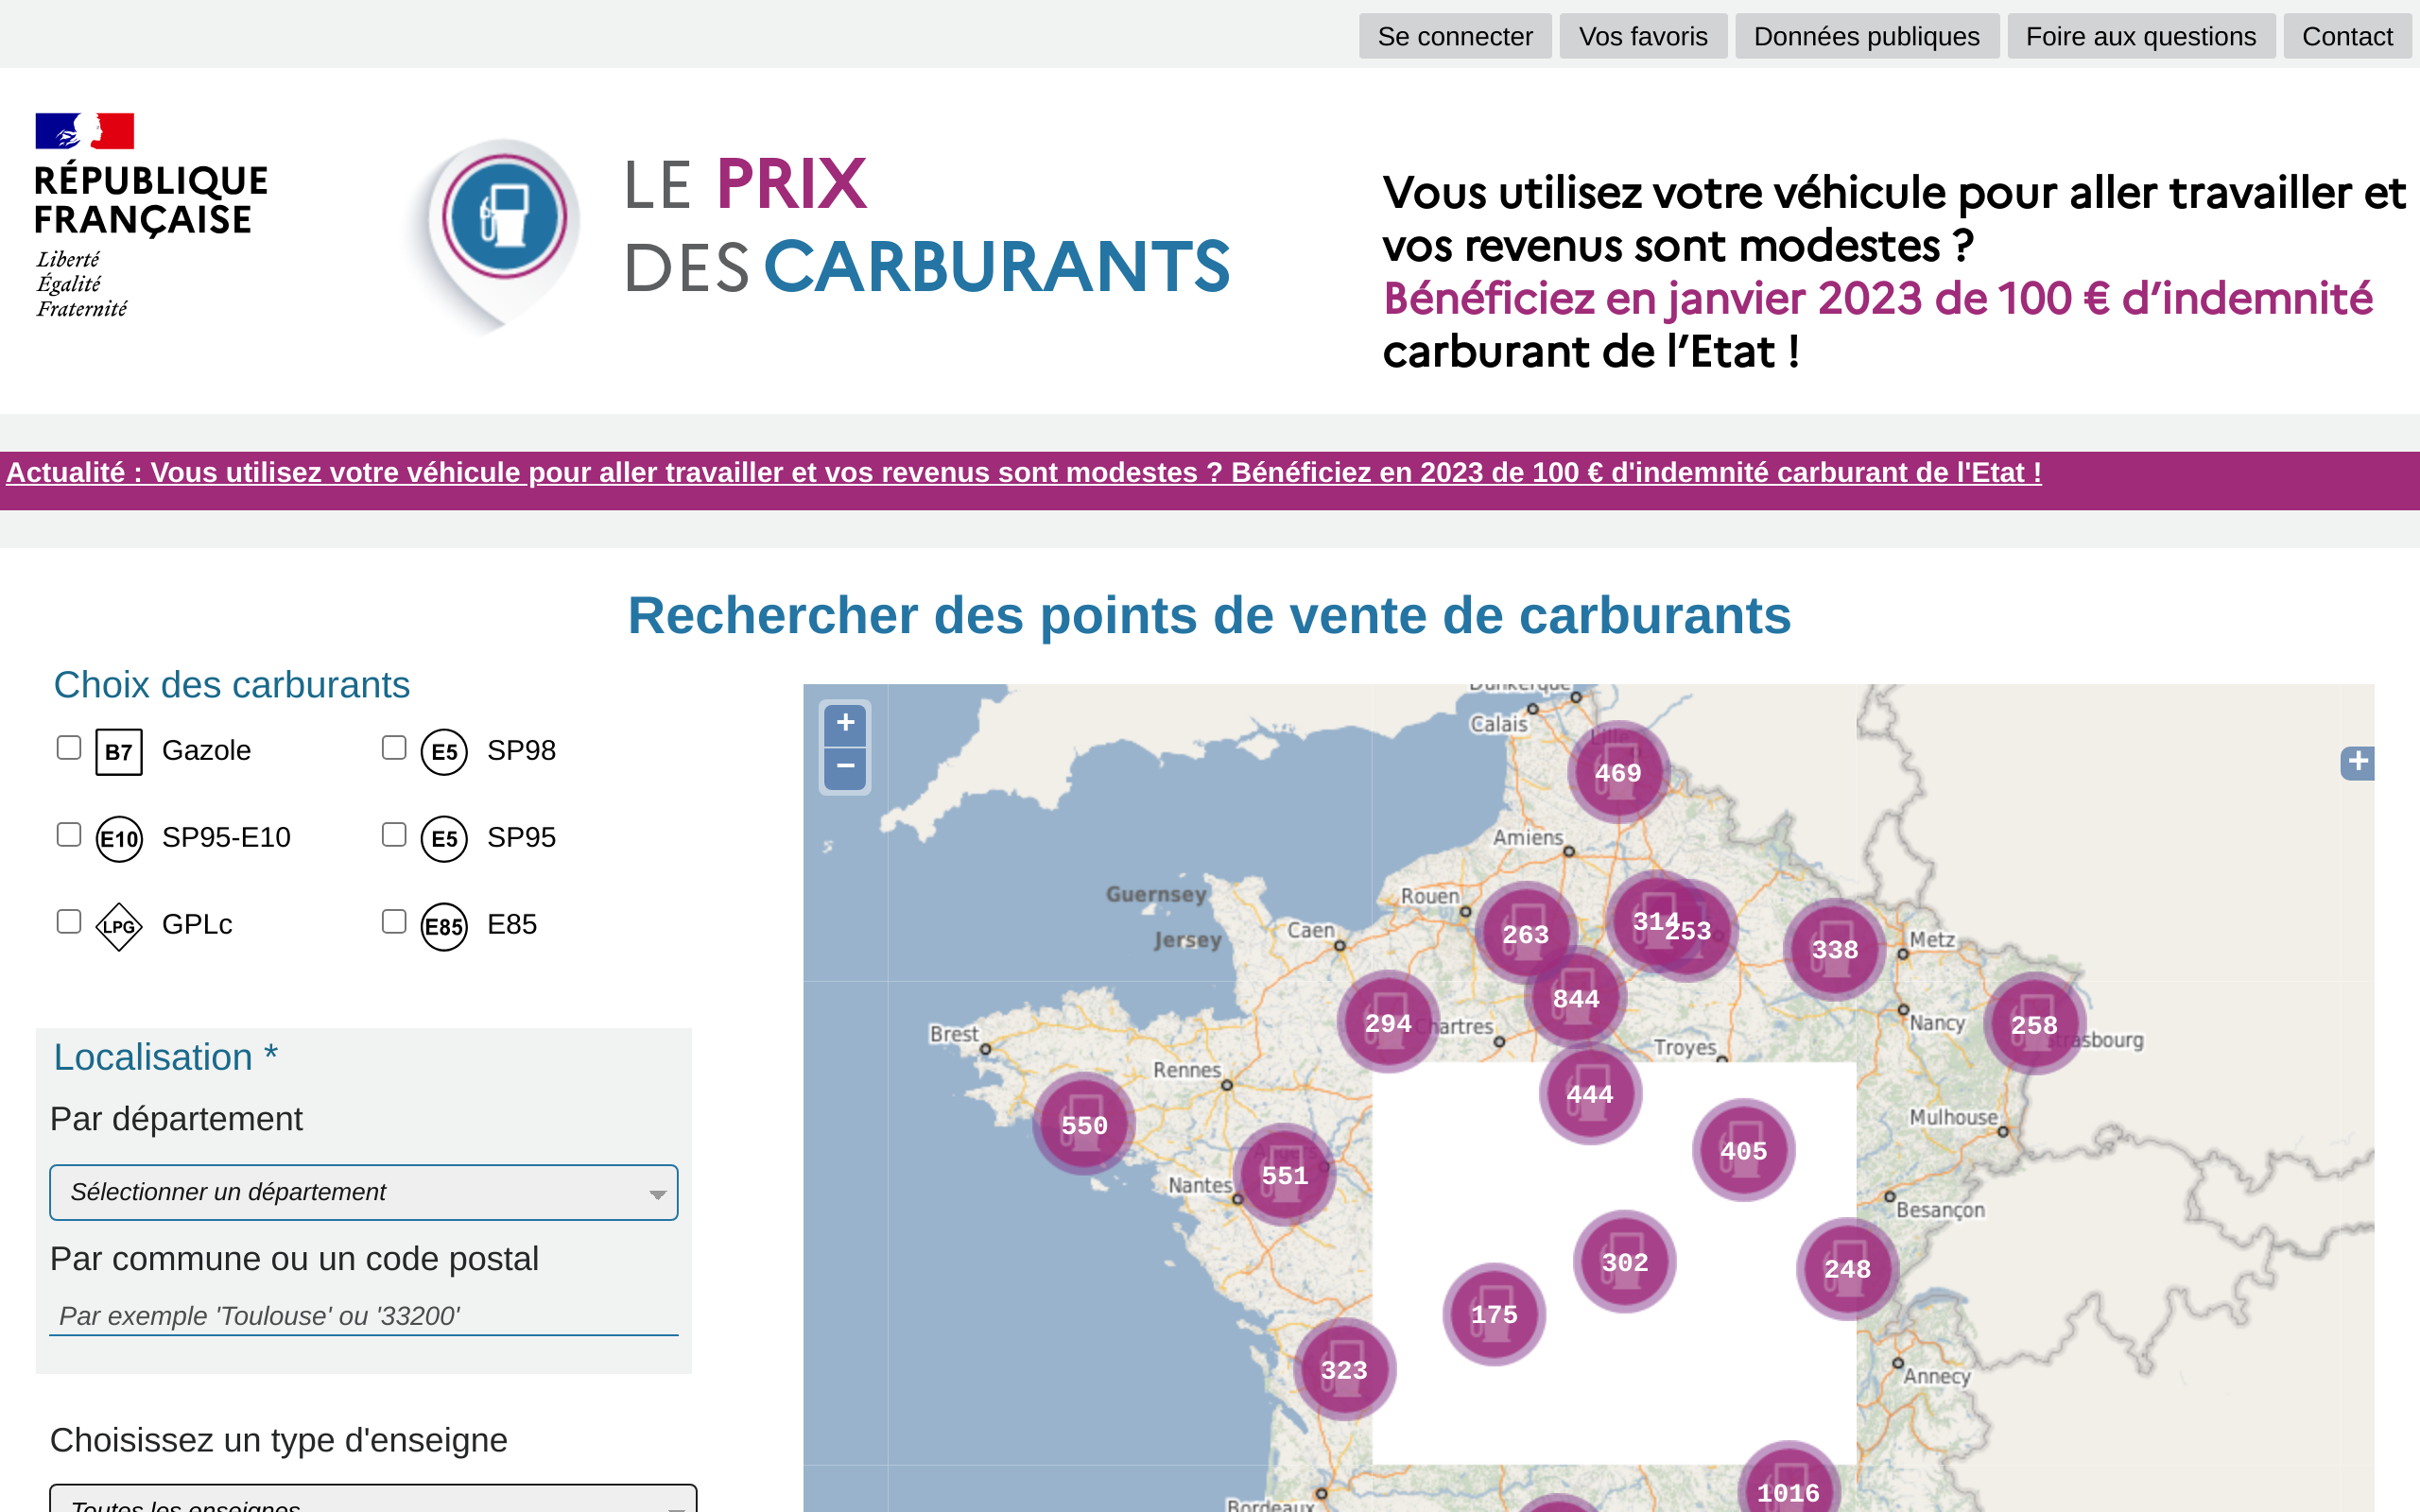 Se connecter
Vos favoris
Données publiques
Foire aux questions
Contact
RÉPUBLIQUE
FRANÇAISE
Liberté
Égalité
Fraternité
LE PRIX
DES CARBURANTS
Vous utilisez votre véhicule pour aller travailler et
vos revenus sont modestes ?
Bénéficiez en janvier 2023 de 100 € d’indemnité
carburant de l’Etat !
Actualité : Vous utilisez votre véhicule pour aller travailler et vos revenus sont modestes ? Bénéficiez en 2023 de 100 € d'indemnité carburant de l'Etat !
Rechercher des points de vente de carburants
Choix des carburants
B7 Gazole
E5 SP98
E10 SP95-E10
E5 SP95
LPG GPLc
E85 E85
Localisation *
Par département
Sélectionner un département
Par commune ou un code postal
Par exemple 'Toulouse' ou '33200'
Choisissez un type d'enseigne
Toutes les enseignes
+
−
+
Dunkerque
Calais
Lille
469
Amiens
Rouen
Guernsey
Jersey
Caen
263
314
253
338
Metz
844
294
Chartres
Nancy
258
Strasbourg
Brest
Troyes
Rennes
444
550
405
Mulhouse
Angers
551
Nantes
Besançon
302
248
175
323
Annecy
1016
Bordeaux